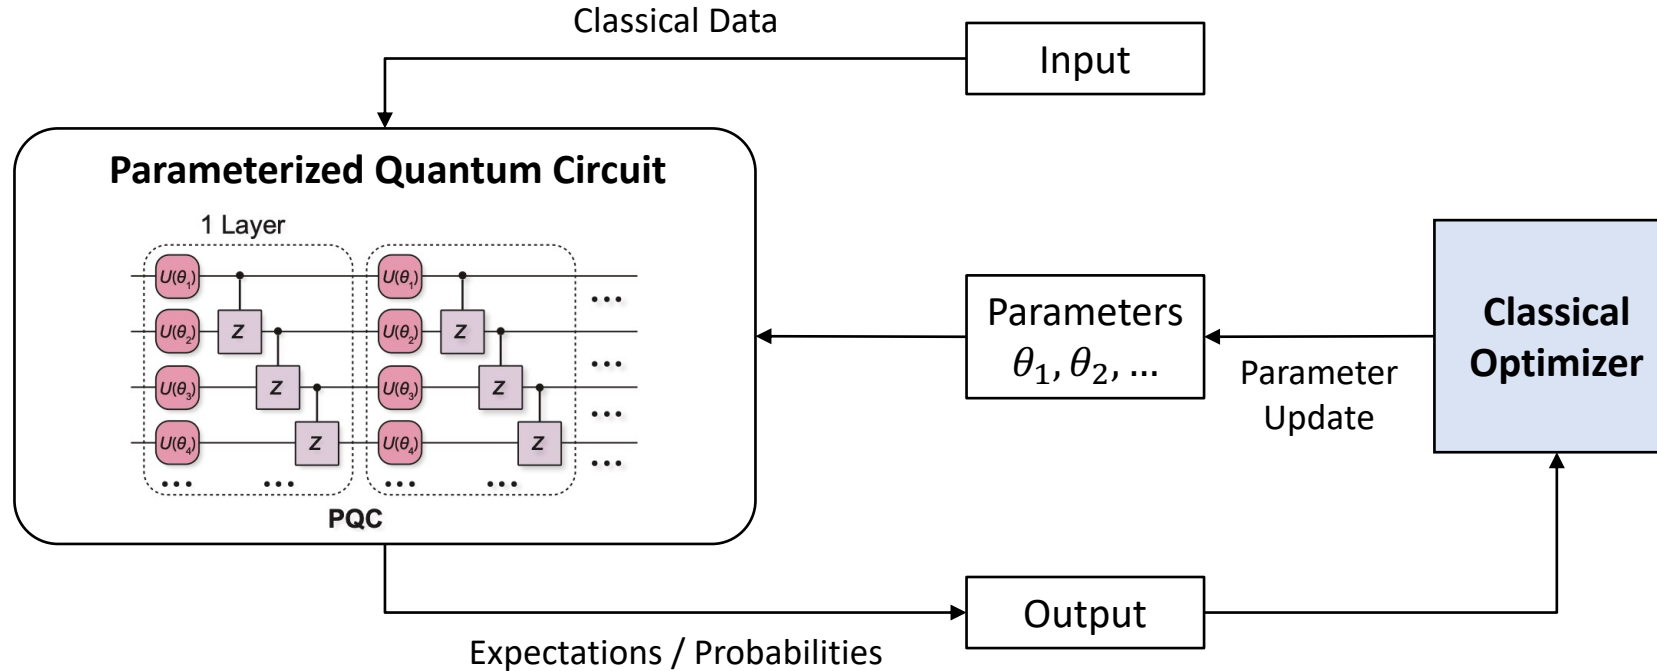 Classical Data
Input
Parameterized Quantum Circuit
1 Layer
U(θ₁) U(θ₁)
...
U(θ₂) Z U(θ₂) Z
...
U(θ₃) Z U(θ₃) Z
...
U(θ₄) Z U(θ₄) Z
...
... ... ... ...
PQC
Parameters
θ₁, θ₂, ...
Parameter
Update
Classical
Optimizer
Output
Expectations / Probabilities